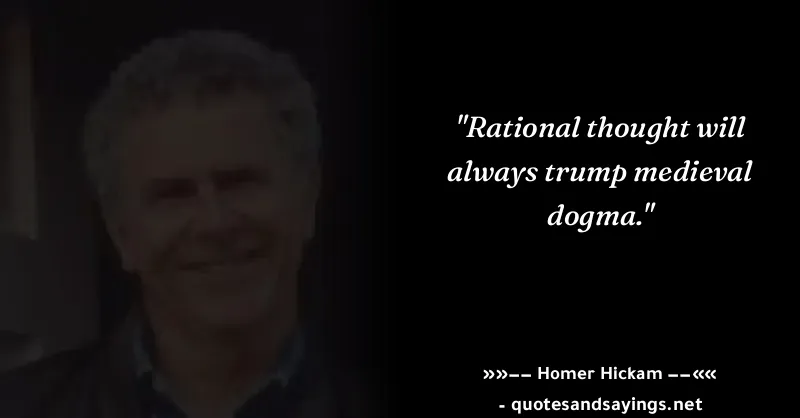 "Rational thought will
always trump medieval
dogma."
»»–– Homer Hickam ––««
- quotesandsayings.net